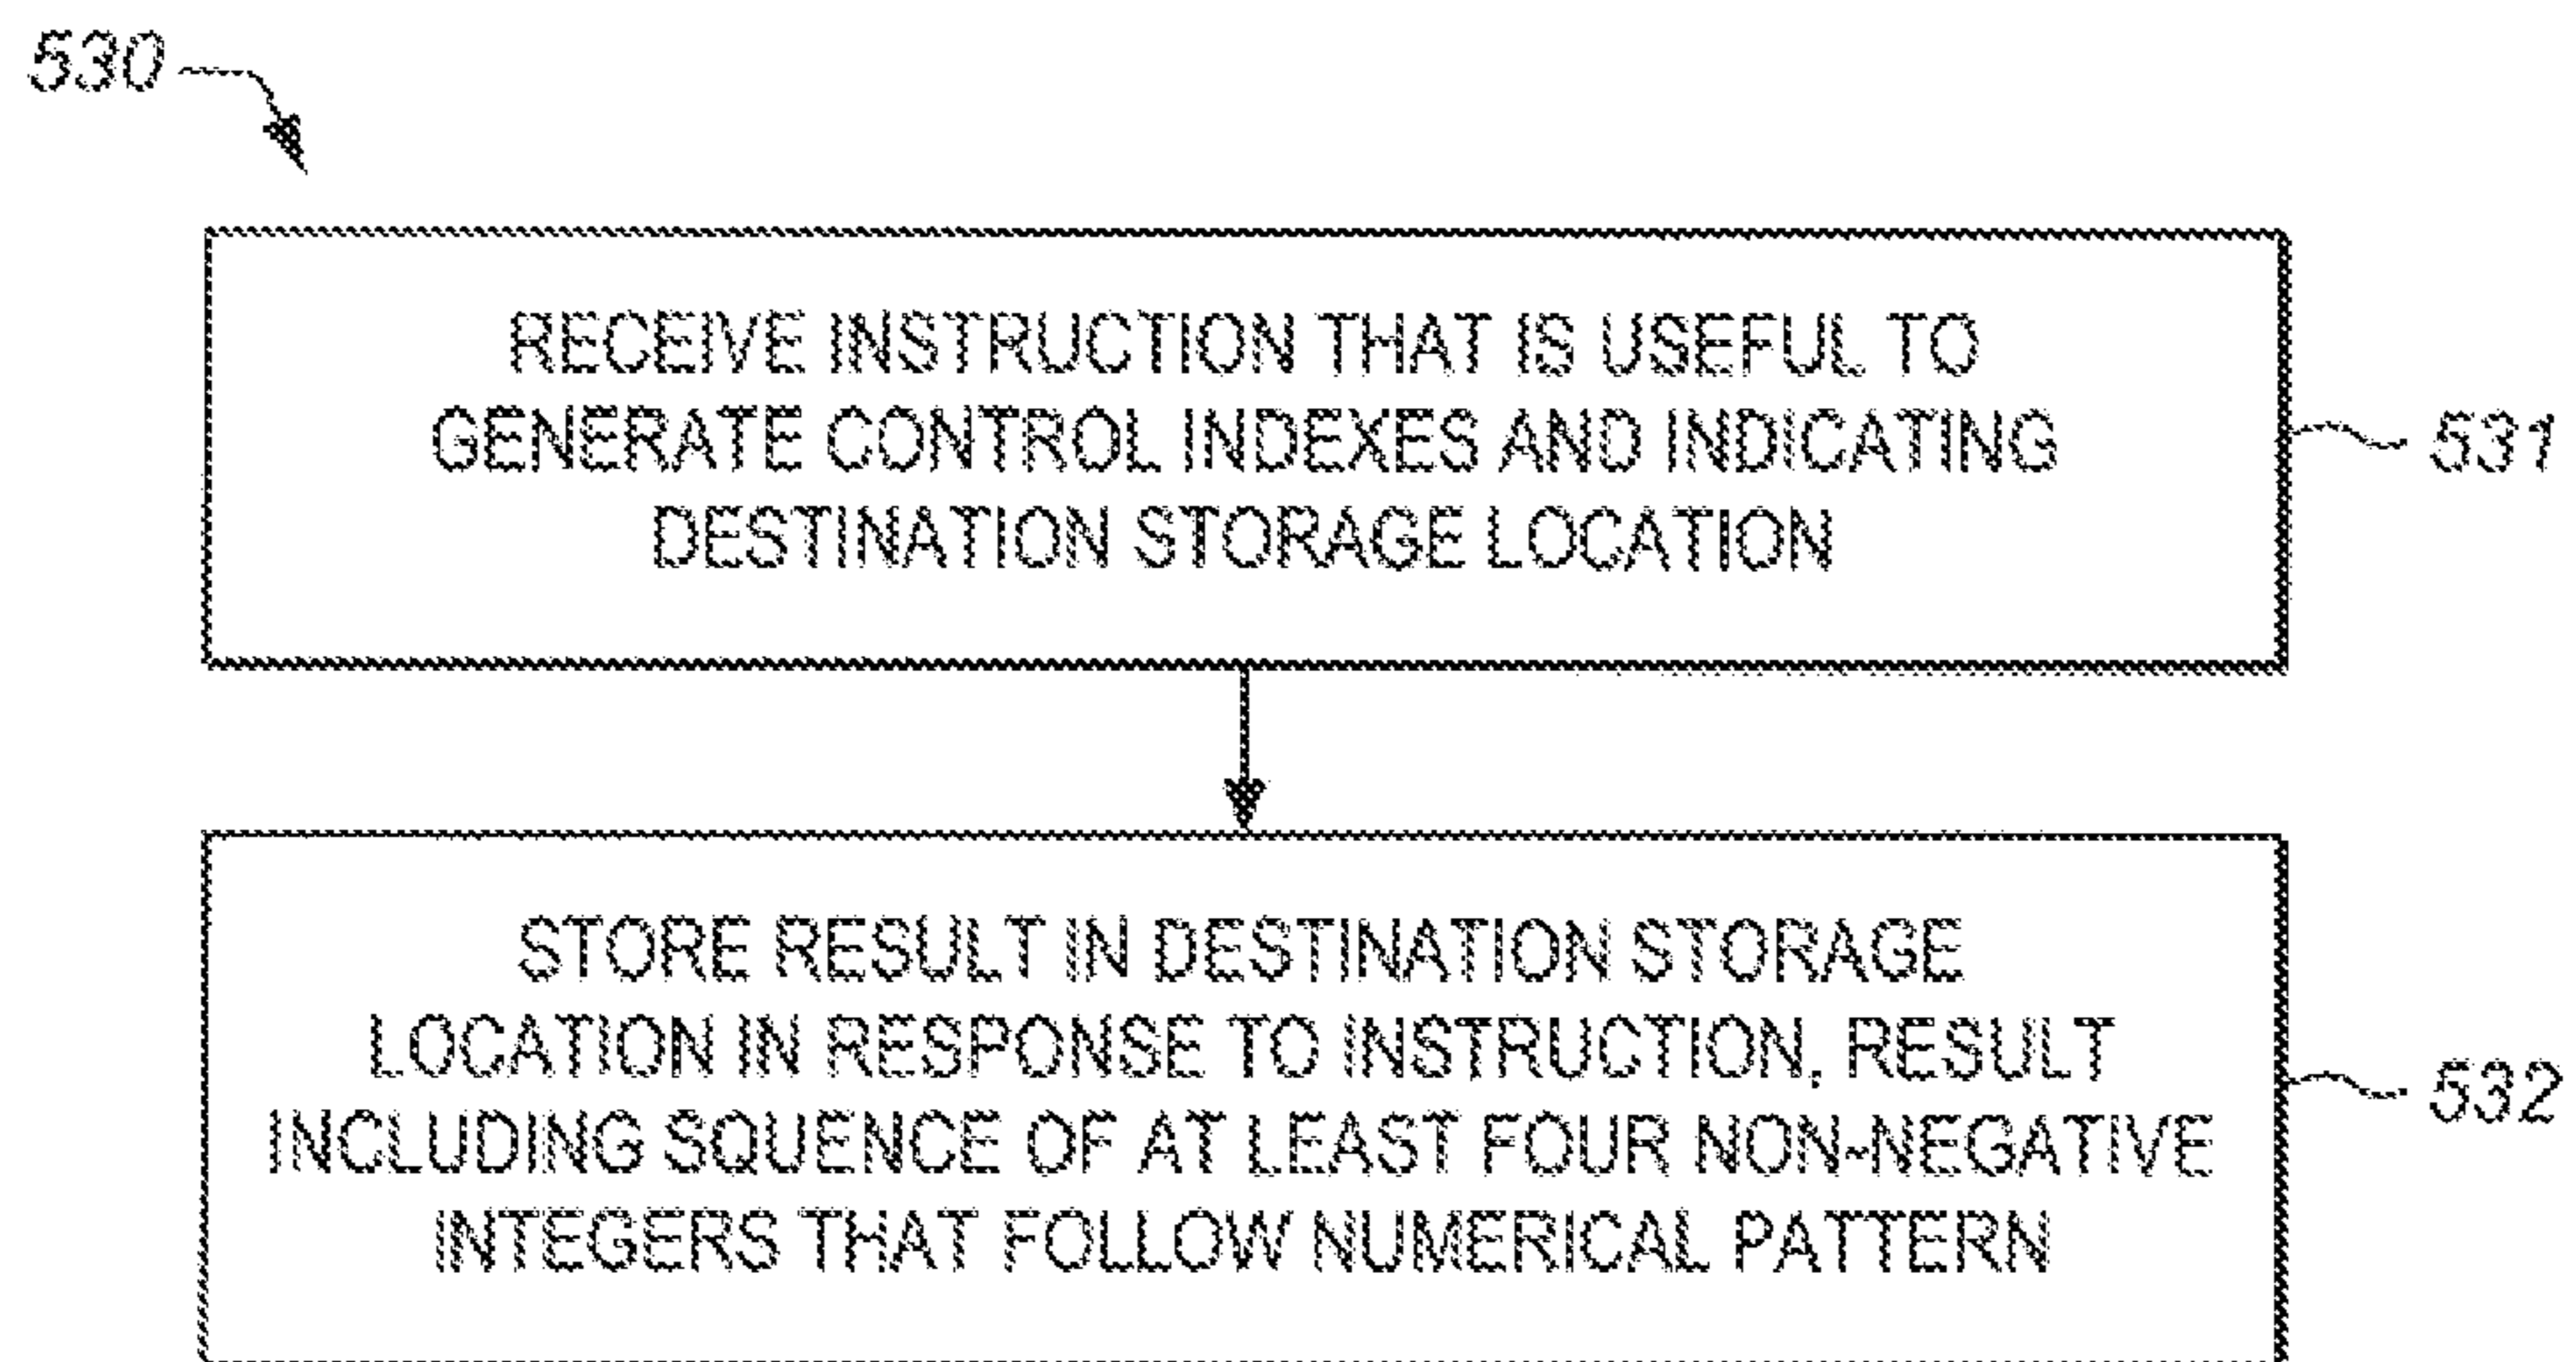 530
RECEIVE INSTRUCTION THAT IS USEFUL TO
GENERATE CONTROL INDEXES AND INDICATING
DESTINATION STORAGE LOCATION
531
STORE RESULT IN DESTINATION STORAGE
LOCATION IN RESPONSE TO INSTRUCTION, RESULT
INCLUDING SQUENCE OF AT LEAST FOUR NON-NEGATIVE
INTEGERS THAT FOLLOW NUMERICAL PATTERN
532